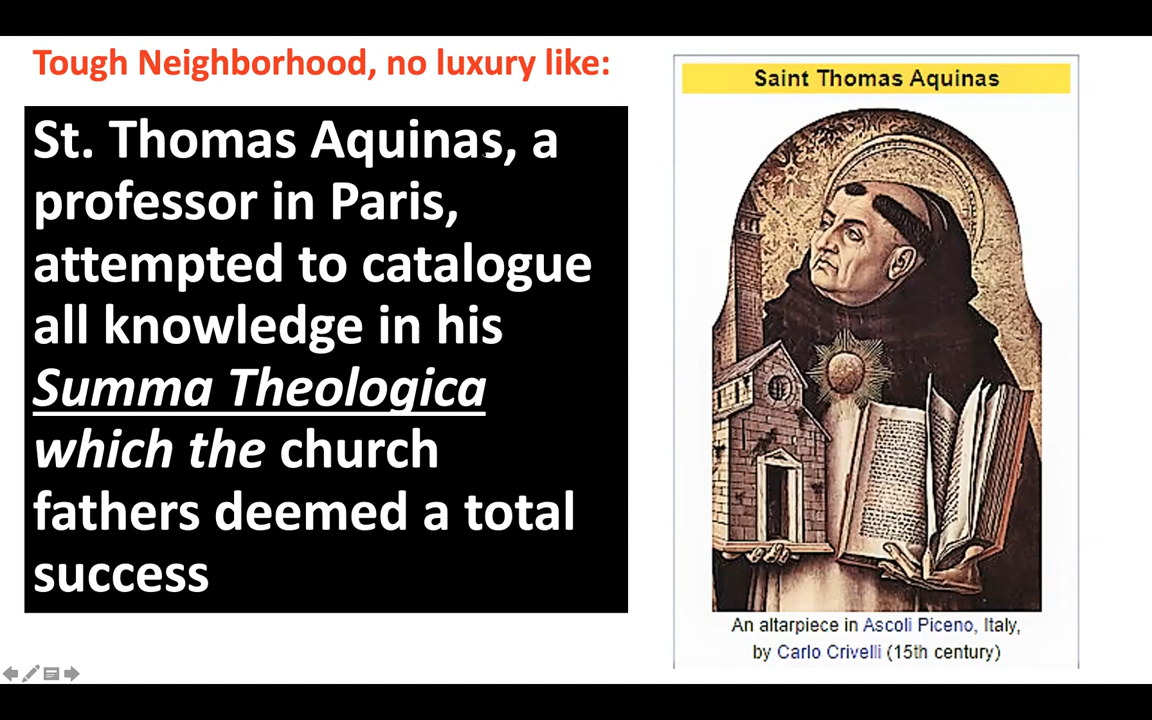 Tough Neighborhood, no luxury like:
St. Thomas Aquinas, a
professor in Paris,
attempted to catalogue
all knowledge in his
Summa Theologica
which the church
fathers deemed a total
success
Saint Thomas Aquinas
An altarpiece in Ascoli Piceno, Italy,
by Carlo Crivelli (15th century)